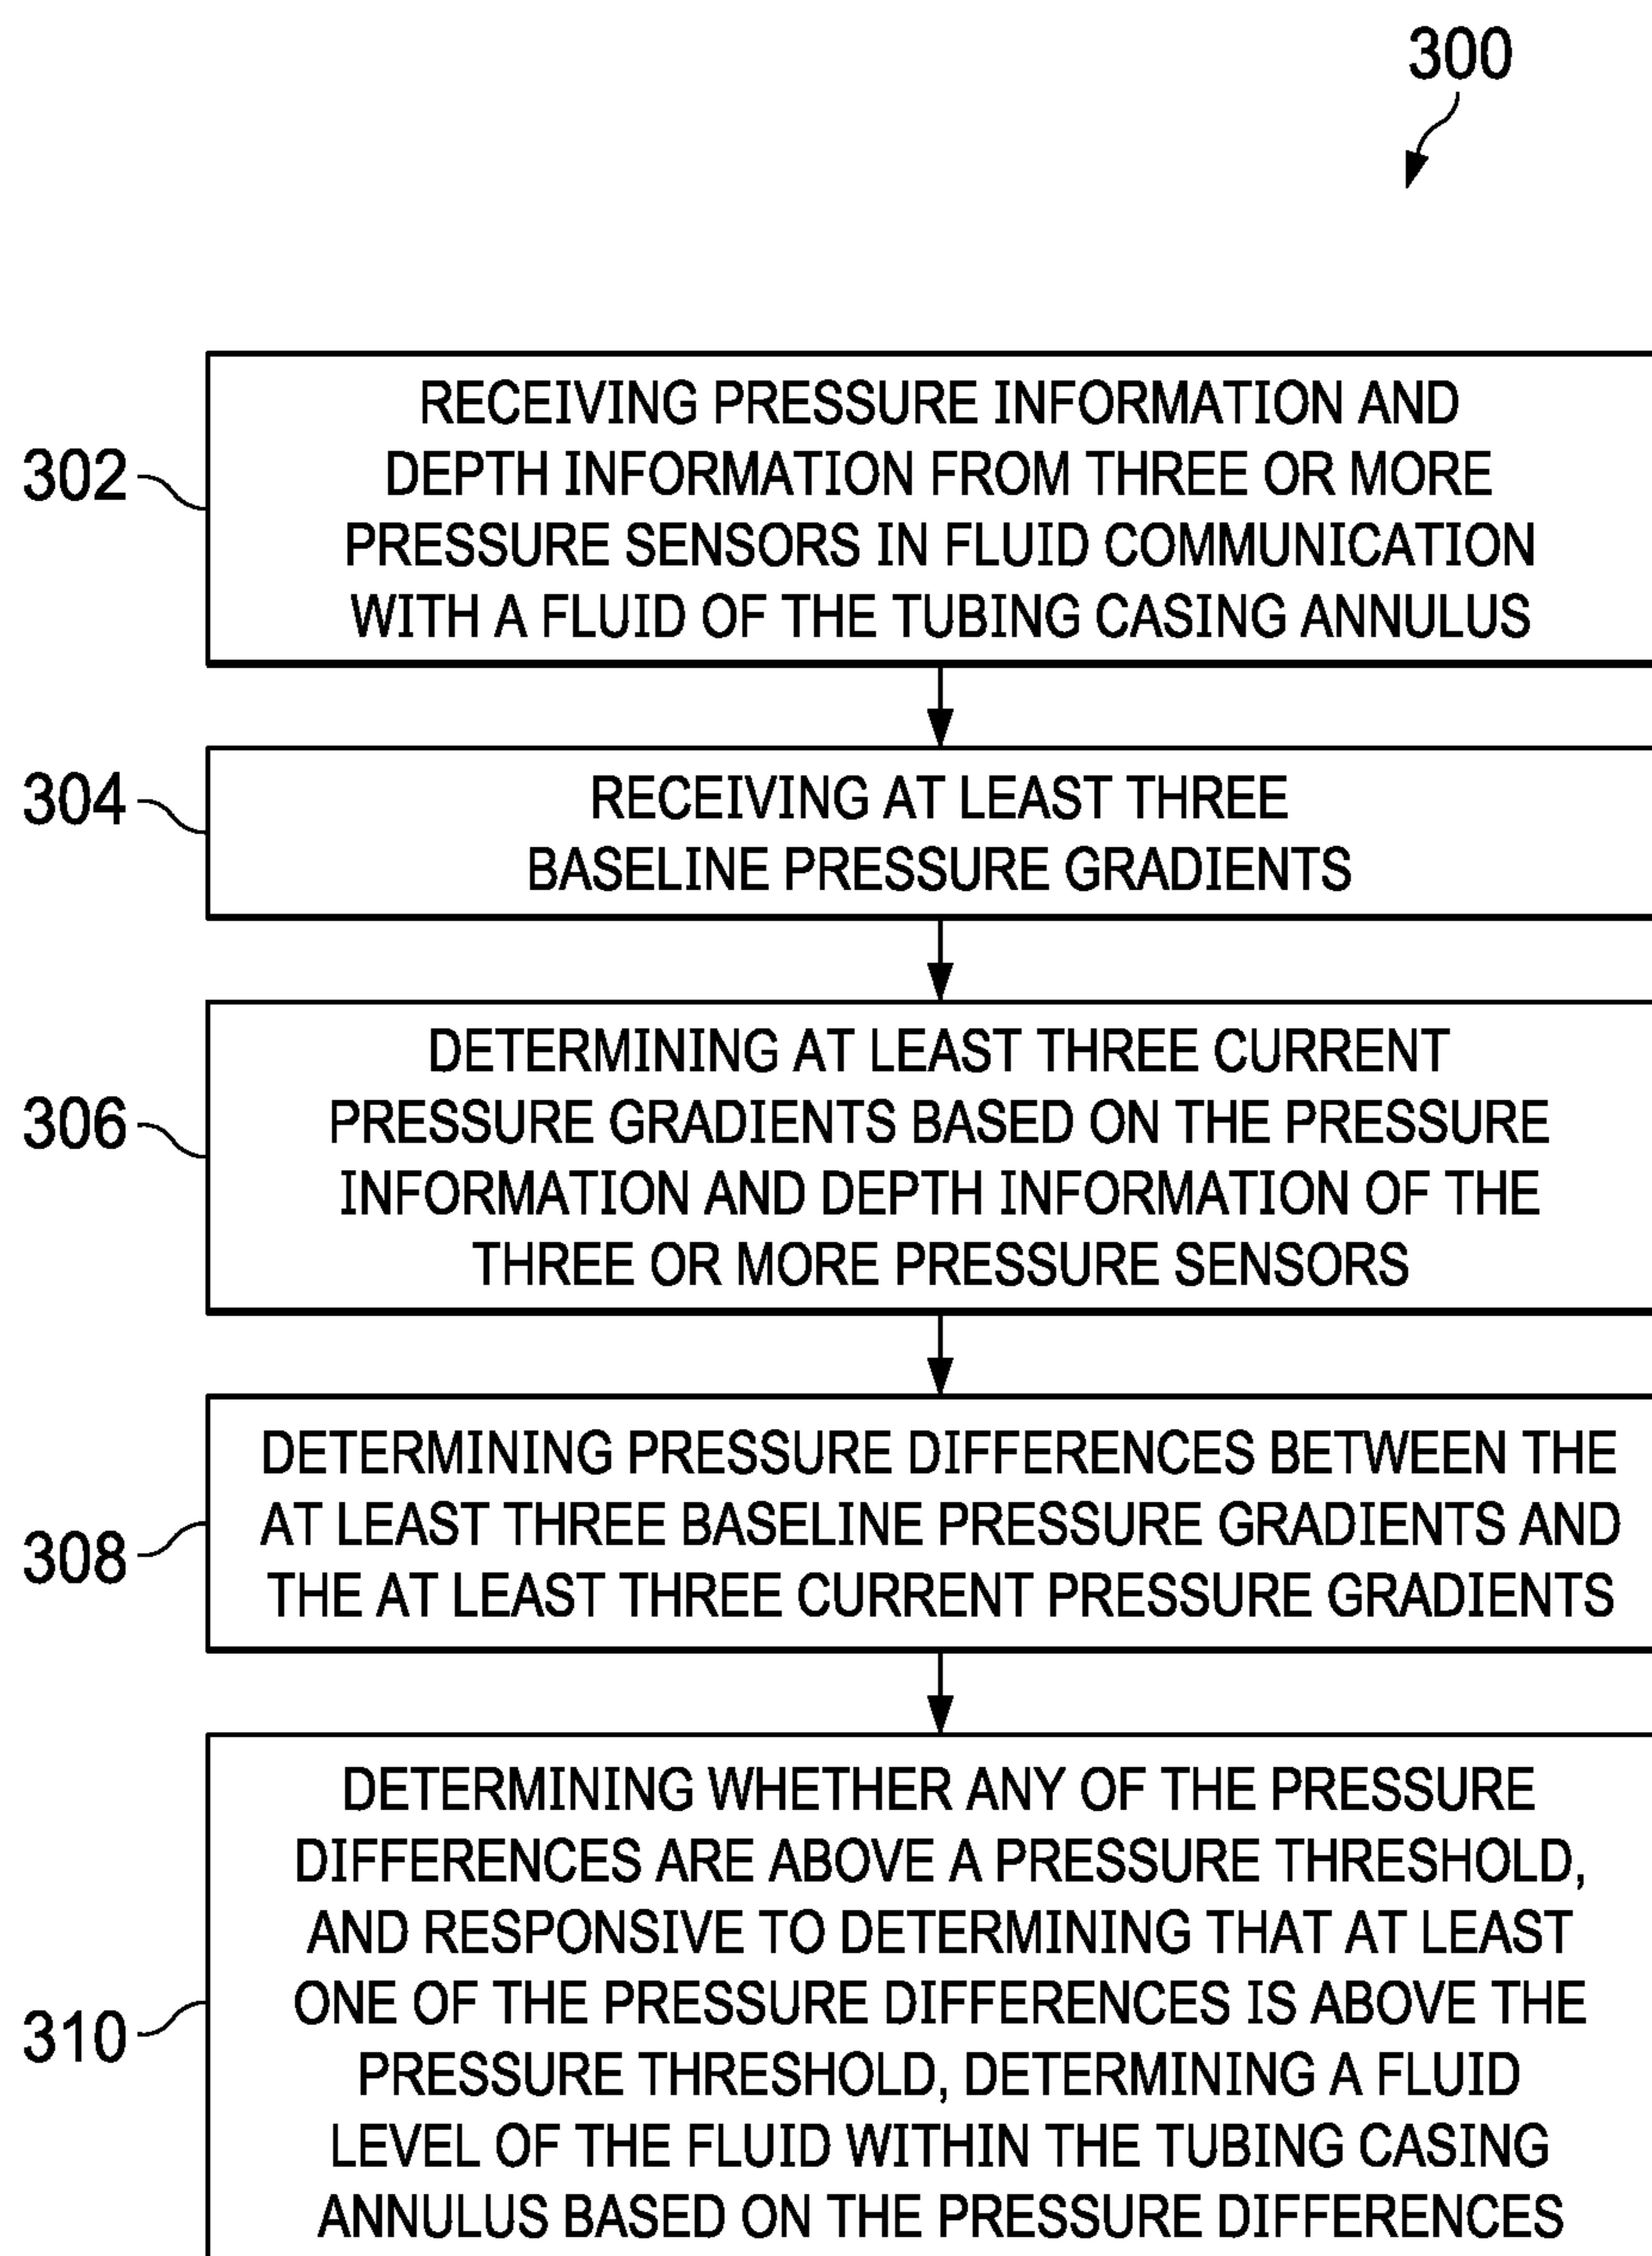 300
302
RECEIVING PRESSURE INFORMATION AND
DEPTH INFORMATION FROM THREE OR MORE
PRESSURE SENSORS IN FLUID COMMUNICATION
WITH A FLUID OF THE TUBING CASING ANNULUS
304
RECEIVING AT LEAST THREE
BASELINE PRESSURE GRADIENTS
306
DETERMINING AT LEAST THREE CURRENT
PRESSURE GRADIENTS BASED ON THE PRESSURE
INFORMATION AND DEPTH INFORMATION OF THE
THREE OR MORE PRESSURE SENSORS
308
DETERMINING PRESSURE DIFFERENCES BETWEEN THE
AT LEAST THREE BASELINE PRESSURE GRADIENTS AND
THE AT LEAST THREE CURRENT PRESSURE GRADIENTS
310
DETERMINING WHETHER ANY OF THE PRESSURE
DIFFERENCES ARE ABOVE A PRESSURE THRESHOLD,
AND RESPONSIVE TO DETERMINING THAT AT LEAST
ONE OF THE PRESSURE DIFFERENCES IS ABOVE THE
PRESSURE THRESHOLD, DETERMINING A FLUID
LEVEL OF THE FLUID WITHIN THE TUBING CASING
ANNULUS BASED ON THE PRESSURE DIFFERENCES